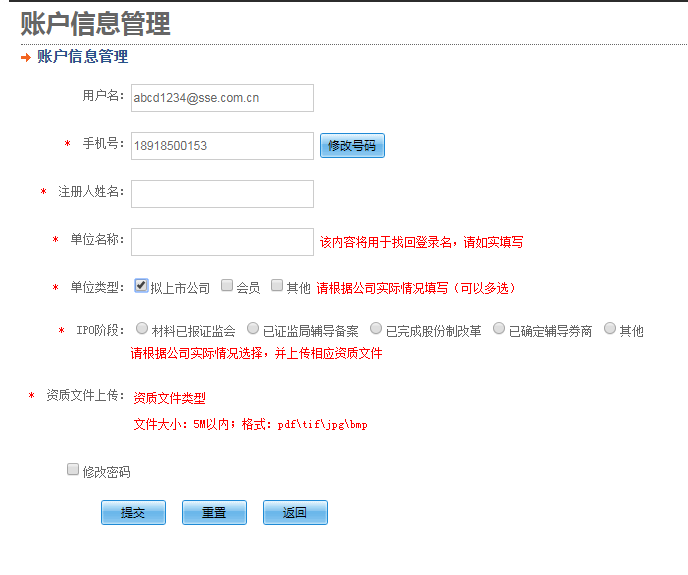 账户信息管理
账户信息管理
用户名： abcd1234@sse.com.cn
* 手机号： 18918500153 修改号码
* 注册人姓名：
* 单位名称： 该内容将用于找回登录名，请如实填写
* 单位类型： 拟上市公司 会员 其他 请根据公司实际情况填写（可以多选）
* IPO阶段： 材料已报证监会 已证监局辅导备案 已完成股份制改革 已确定辅导券商 其他
请根据公司实际情况选择，并上传相应资质文件
* 资质文件上传： 资质文件类型
文件大小：5M以内；格式：pdf\tif\jpg\bmp
修改密码
提交 重置 返回